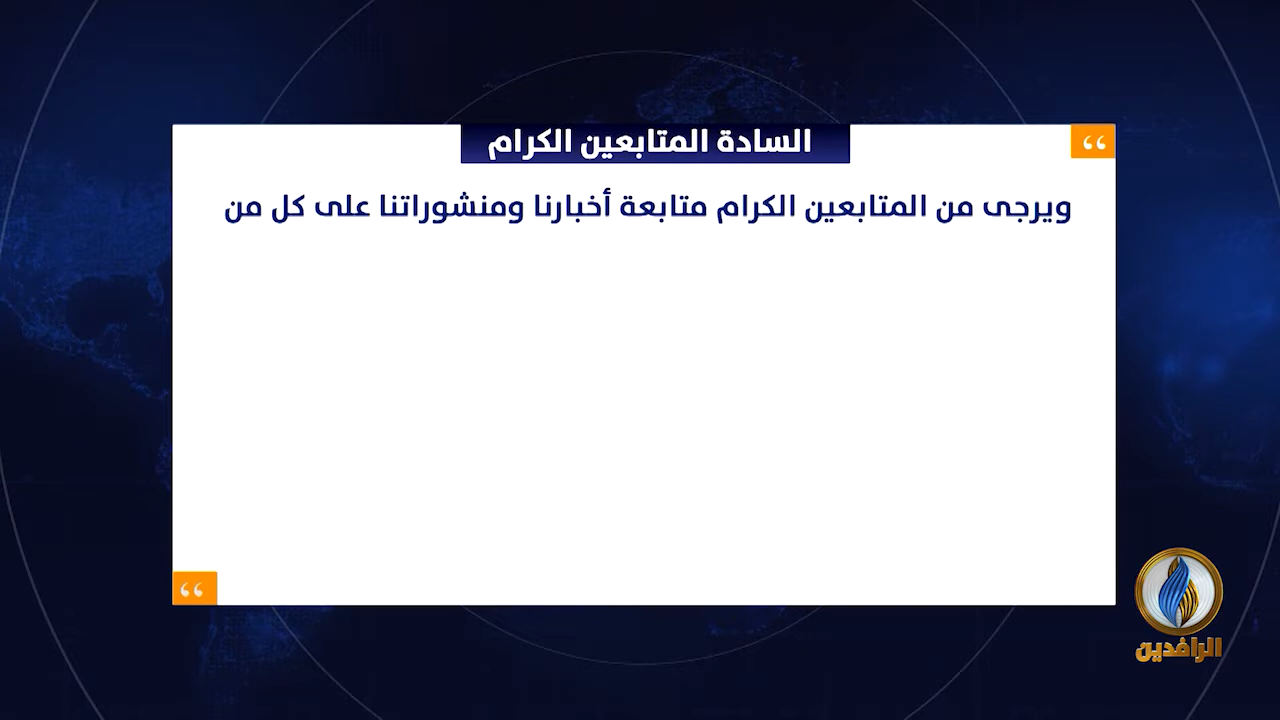 السادة المتابعين الكرام
ويرجى من المتابعين الكرام متابعة أخبارنا ومنشوراتنا على كل من
الرافدين